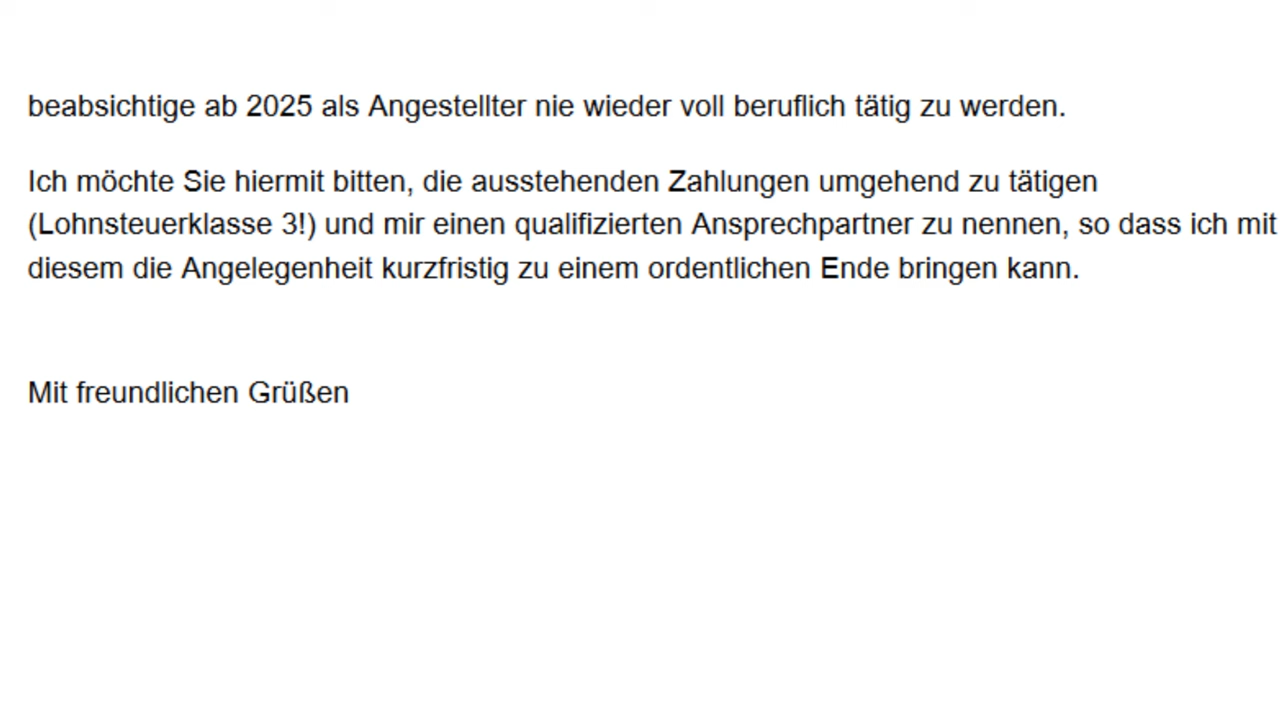 beabsichtige ab 2025 als Angestellter nie wieder voll beruflich tätig zu werden.
Ich möchte Sie hiermit bitten, die ausstehenden Zahlungen umgehend zu tätigen
(Lohnsteuerklasse 3!) und mir einen qualifizierten Ansprechpartner zu nennen, so dass ich mit
diesem die Angelegenheit kurzfristig zu einem ordentlichen Ende bringen kann.
Mit freundlichen Grüßen